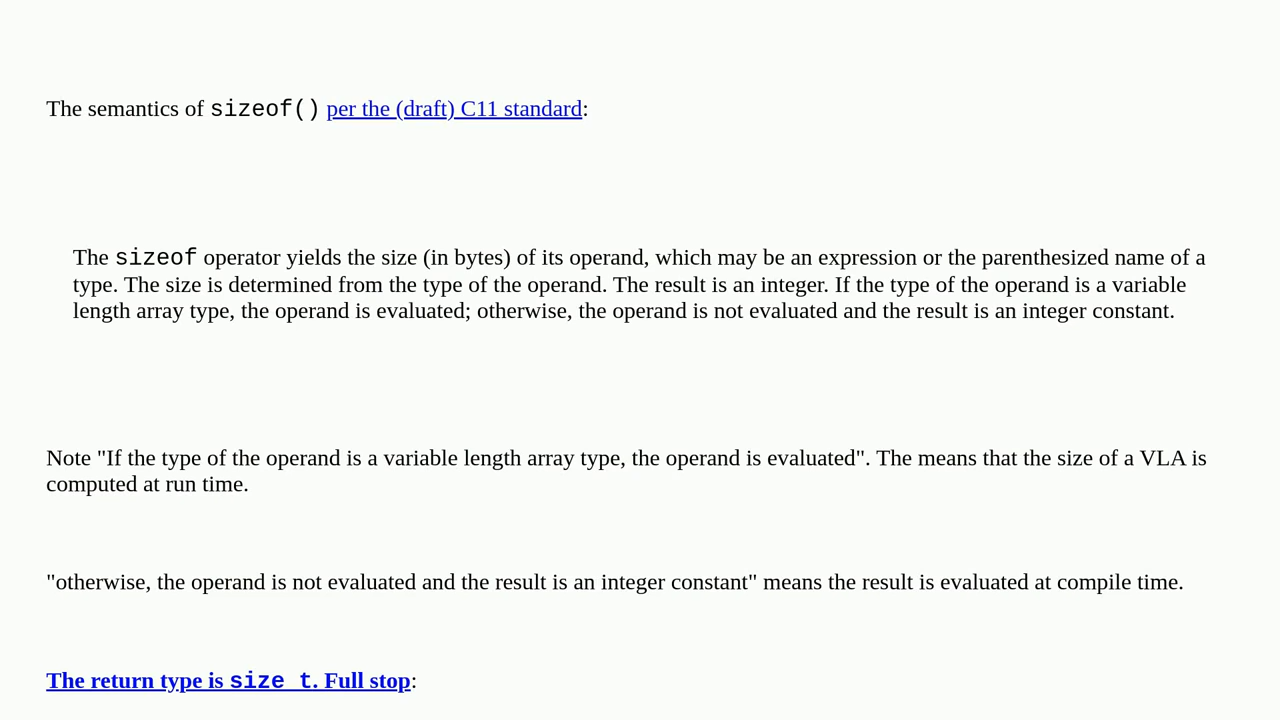 The semantics of sizeof() per the (draft) C11 standard:
The sizeof operator yields the size (in bytes) of its operand, which may be an expression or the parenthesized name of a
type. The size is determined from the type of the operand. The result is an integer. If the type of the operand is a variable
length array type, the operand is evaluated; otherwise, the operand is not evaluated and the result is an integer constant.
Note "If the type of the operand is a variable length array type, the operand is evaluated". The means that the size of a VLA is
computed at run time.
"otherwise, the operand is not evaluated and the result is an integer constant" means the result is evaluated at compile time.
The return type is size_t. Full stop: